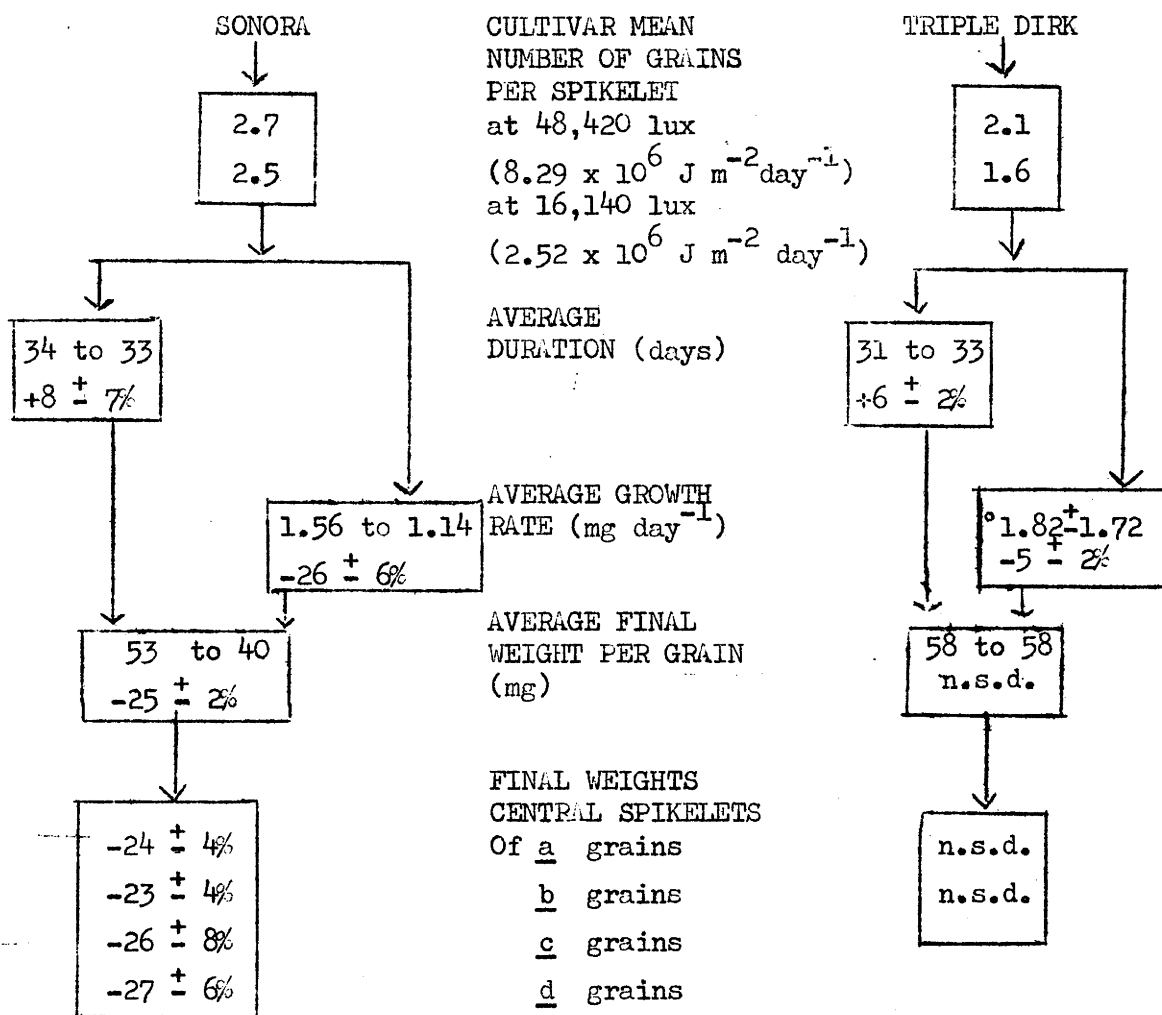 SONORA
CULTIVAR MEAN
NUMBER OF GRAINS
PER SPIKELET
at 48,420 lux
(8.29 x 10⁶ J m⁻²day⁻¹)
at 16,140 lux
(2.52 x 10⁶ J m⁻² day⁻¹)
TRIPLE DIRK
2.7
2.5
2.1
1.6
AVERAGE
DURATION (days)
34 to 33
+8 ± 7%
31 to 33
+6 ± 2%
AVERAGE GROWTH
RATE (mg day⁻¹)
1.56 to 1.14
-26 ± 6%
1.82±1.72
-5 ± 2%
AVERAGE FINAL
WEIGHT PER GRAIN
(mg)
53 to 40
-25 ± 2%
58 to 58
n.s.d.
FINAL WEIGHTS
CENTRAL SPIKELETS
-24 ± 4% Of a grains n.s.d.
-23 ± 4% b grains n.s.d.
-26 ± 8% c grains
-27 ± 6% d grains